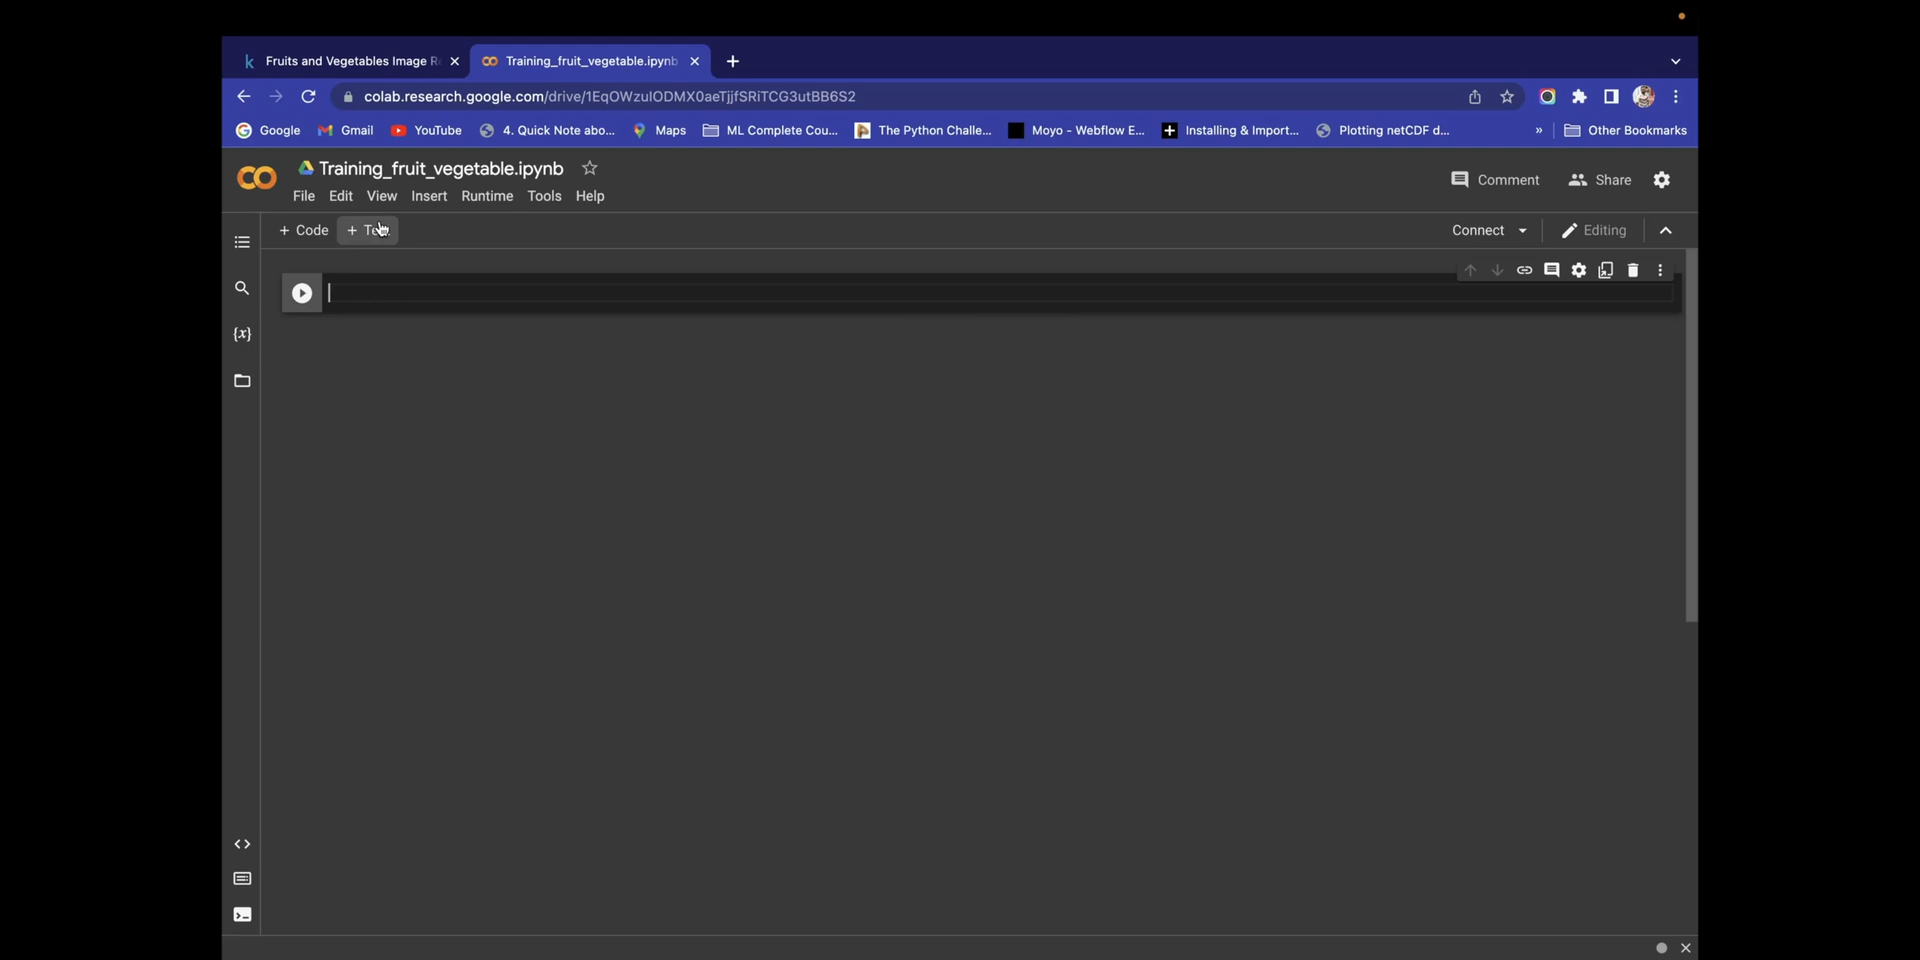 k Fruits and Vegetables Image R
Training_fruit_vegetable.ipynb
colab.research.google.com/drive/1EqOWzuIODMX0aeTjjfSRiTCG3utBB6S2
Google Gmail YouTube 4. Quick Note abo... Maps ML Complete Cou... The Python Challe... Moyo - Webflow E... Installing & Import... Plotting netCDF d... » Other Bookmarks
Training_fruit_vegetable.ipynb
Comment Share
File Edit View Insert Runtime Tools Help
+ Code + Te
Connect Editing
{x}